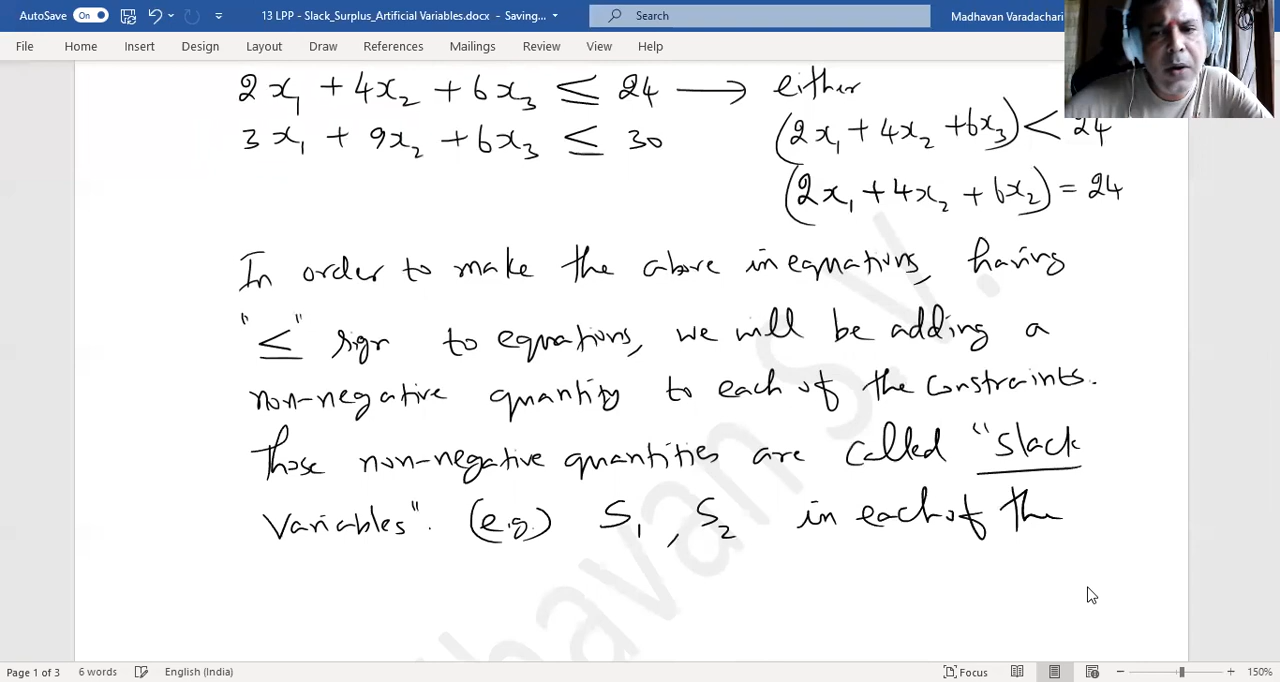 AutoSave On 13 LPP - Slack_Surplus_Artificial Variables.docx - Saving... Search Madhavan Varadachari
File Home Insert Design Layout Draw References Mailings Review View Help
2x₁ + 4x₂ + 6x₃ ≤ 24 ⟶ either
3x₁ + 9x₂ + 6x₃ ≤ 30 (2x₁ + 4x₂ + 6x₃) < 24
(2x₁ + 4x₂ + 6x₂) = 24
In order to make the above inequations, having
"≤" sign to equations, we will be adding a
non-negative quantity to each of the constraints.
Those non-negative quantities are called "Slack
Variables". (e.g.) S₁, S₂ in each of the
Madhavan S.V.
Page 1 of 3 6 words English (India) Focus 150%